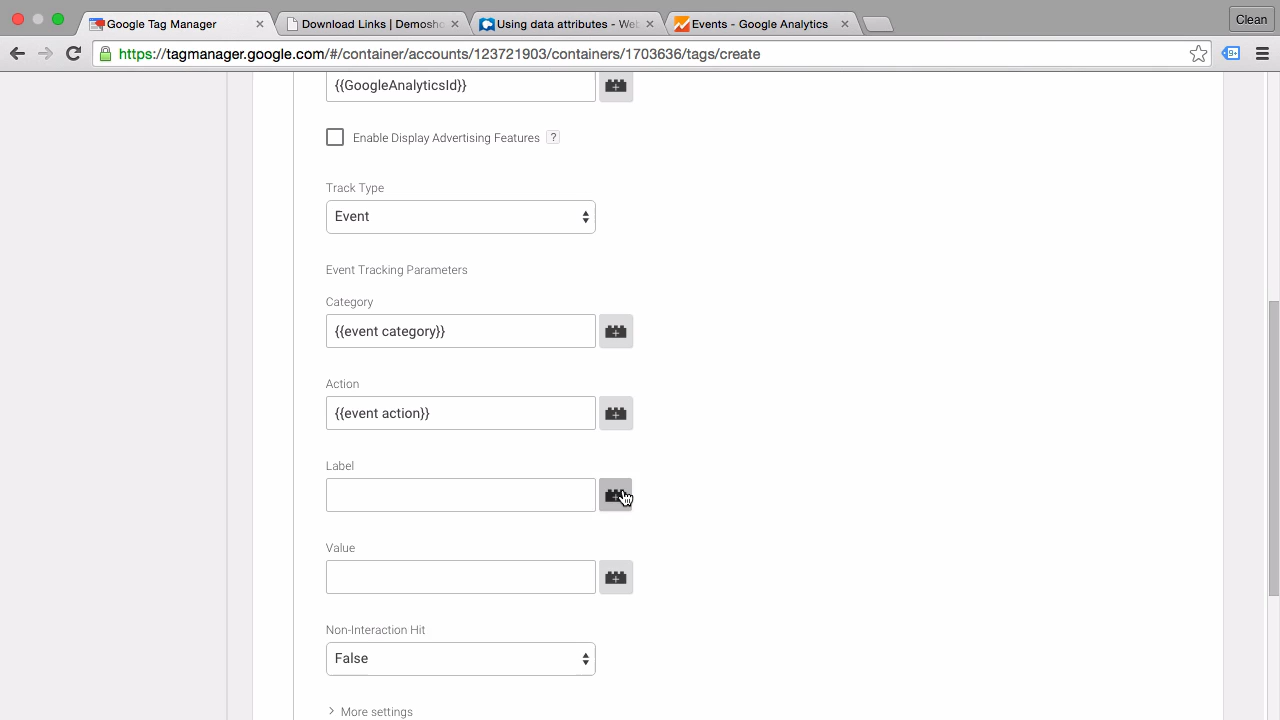 Google Tag Manager
Download Links | Demosho
Using data attributes - Web
Events - Google Analytics
Clean
https://tagmanager.google.com/#/container/accounts/123721903/containers/1703636/tags/create
9+
{{GoogleAnalyticsId}}
Enable Display Advertising Features ?
Track Type
Event
Event Tracking Parameters
Category
{{event category}}
Action
{{event action}}
Label
Value
Non-Interaction Hit
False
More settings